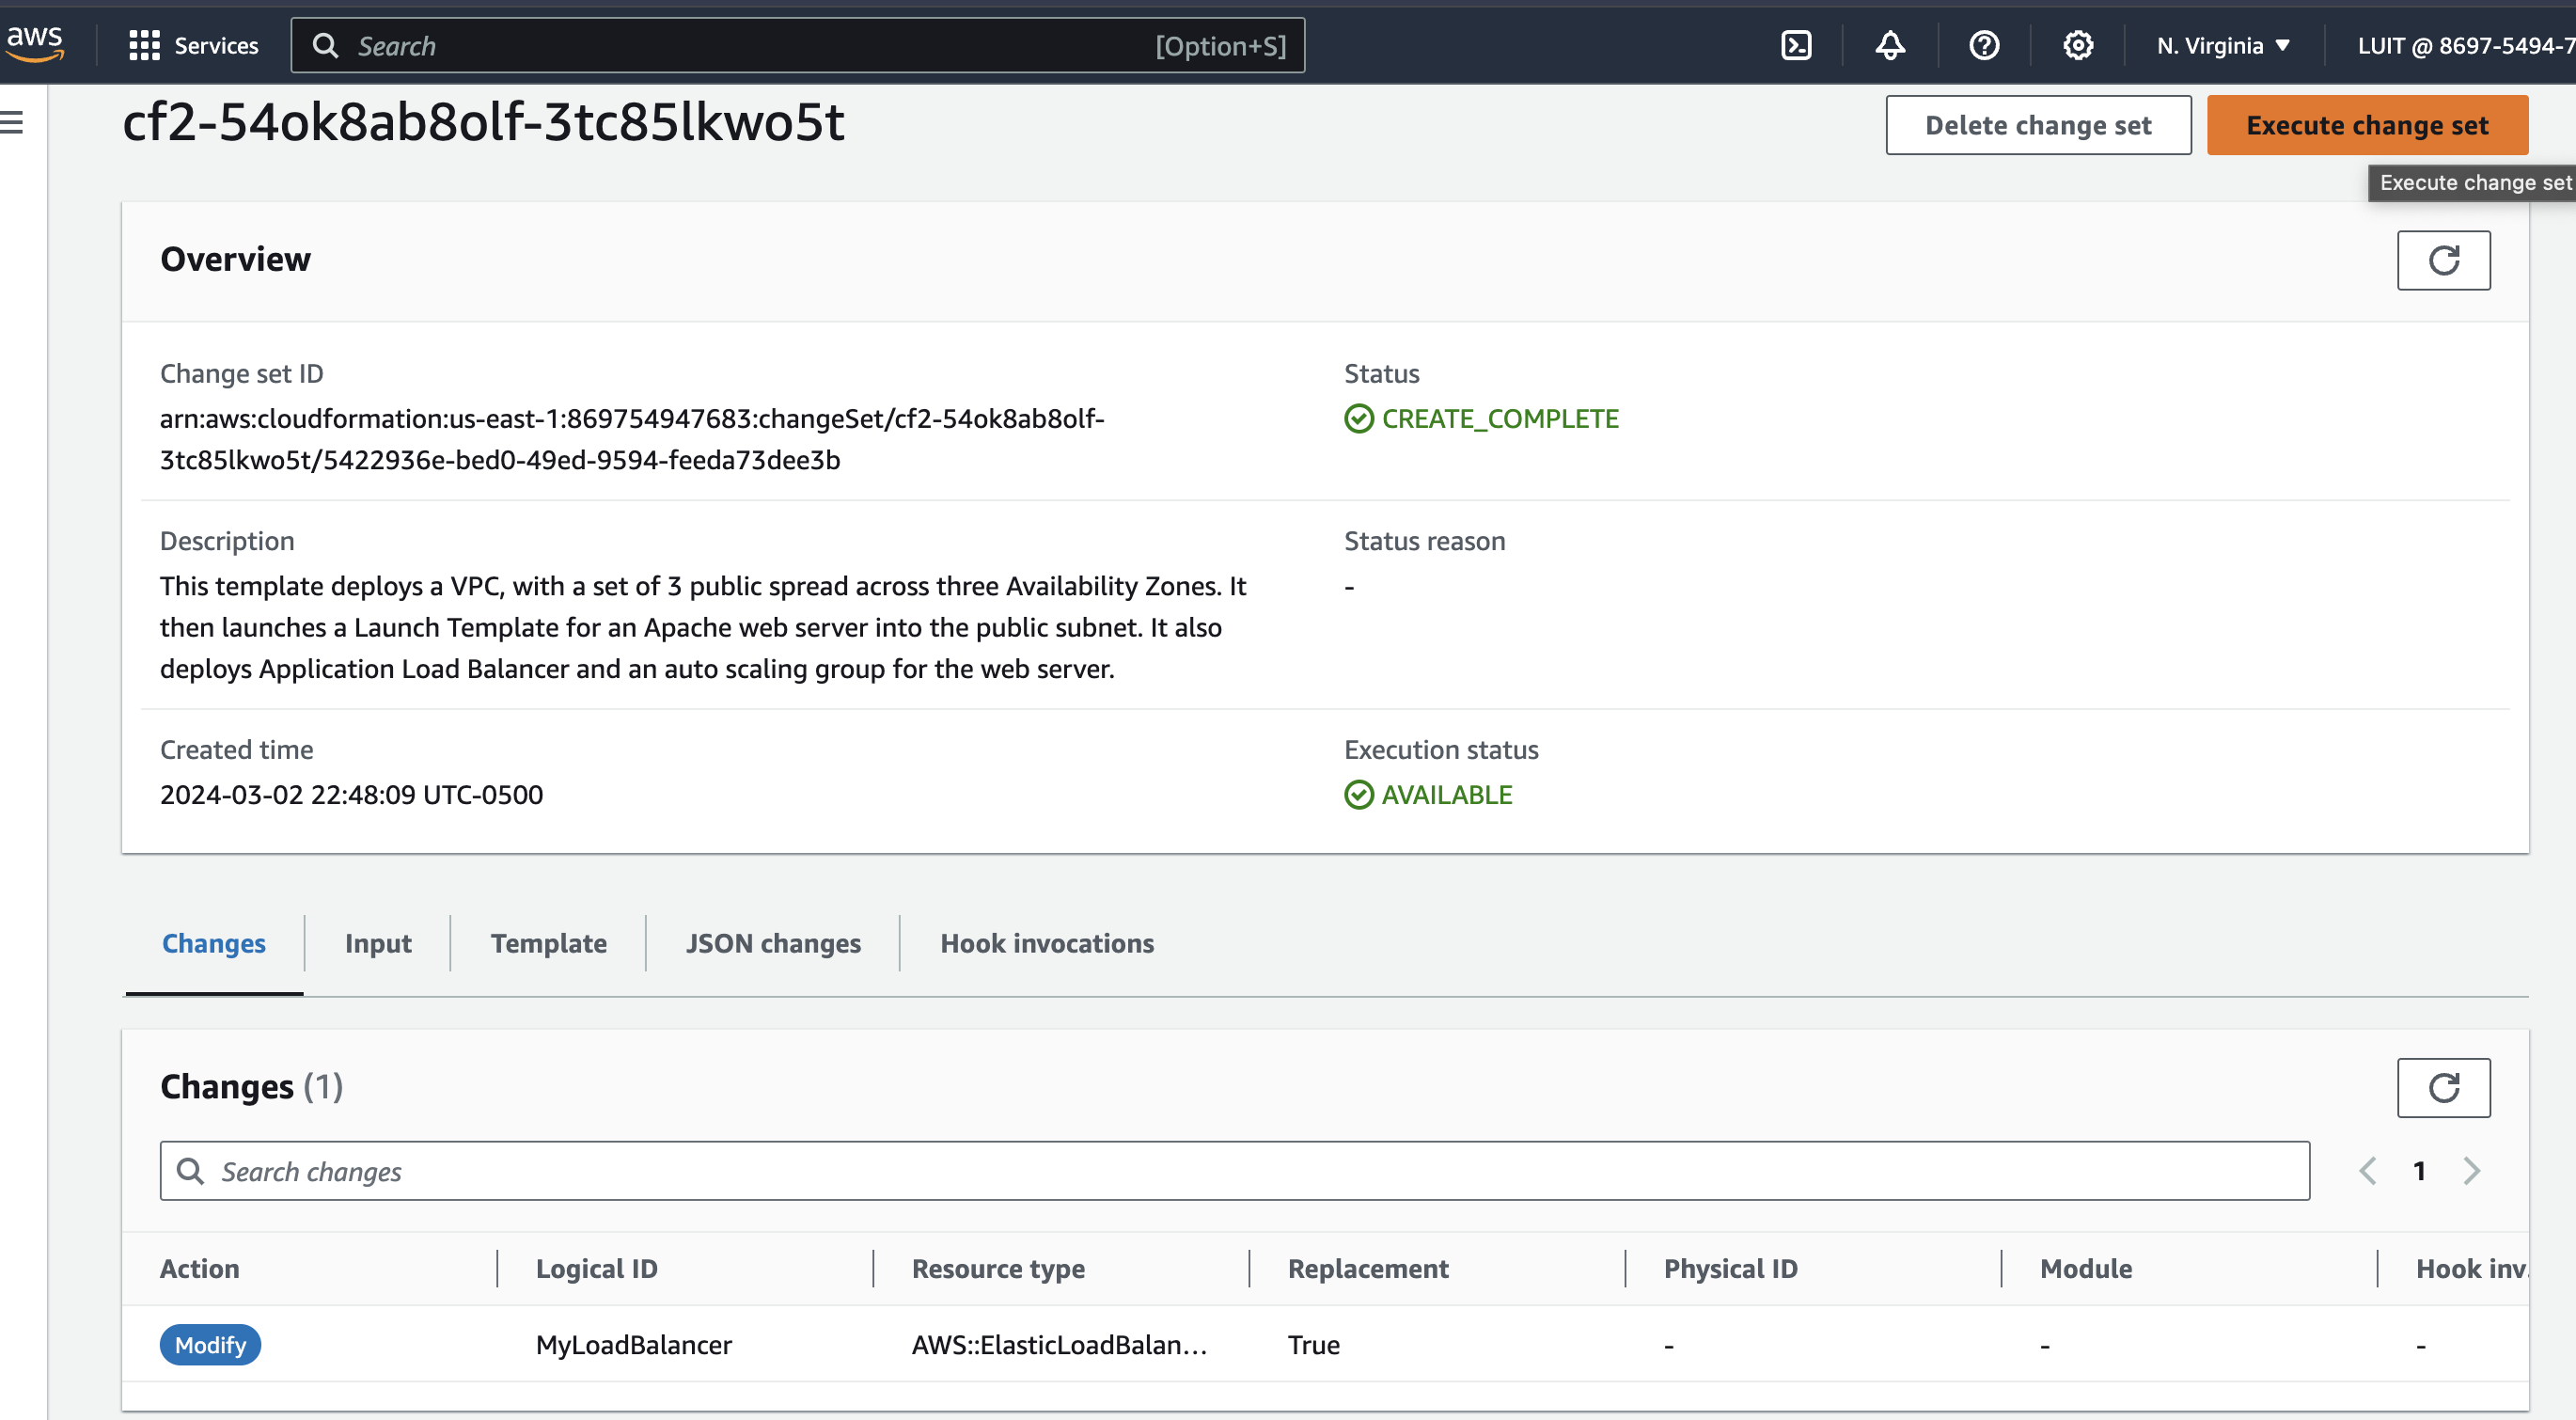 aws
Services
Search
[Option+S]
N. Virginia
LUIT @ 8697-5494-7
cf2-54ok8ab8olf-3tc85lkwo5t
Delete change set
Execute change set
Execute change set
Overview
Change set ID
arn:aws:cloudformation:us-east-1:869754947683:changeSet/cf2-54ok8ab8olf-
3tc85lkwo5t/5422936e-bed0-49ed-9594-feeda73dee3b
Status
CREATE_COMPLETE
Description
This template deploys a VPC, with a set of 3 public spread across three Availability Zones. It
then launches a Launch Template for an Apache web server into the public subnet. It also
deploys Application Load Balancer and an auto scaling group for the web server.
Status reason
-
Created time
2024-03-02 22:48:09 UTC-0500
Execution status
AVAILABLE
Changes
Input
Template
JSON changes
Hook invocations
Changes (1)
Search changes
1
Action
Logical ID
Resource type
Replacement
Physical ID
Module
Hook inv.
Modify
MyLoadBalancer
AWS::ElasticLoadBalan...
True
-
-
-